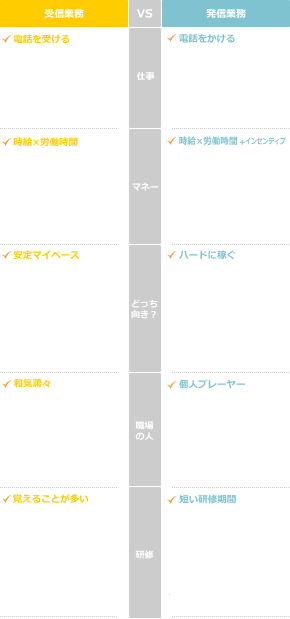 受信業務
VS
発信業務
電話を受ける
仕事
電話をかける
時給×労働時間
マネー
時給×労働時間+インセンティブ
安定マイペース
どっち
向き？
ハードに稼ぐ
和気藹々
職場
の人
個人プレーヤー
覚えることが多い
研修
短い研修期間